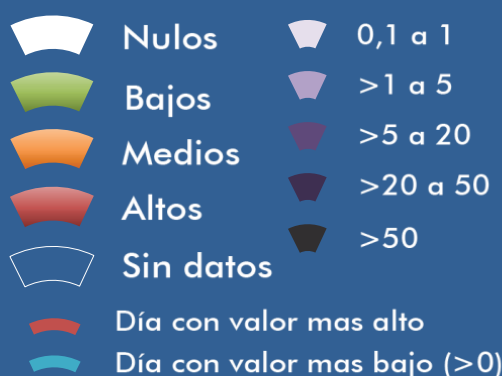 Nulos
Bajos
Medios
Altos
Sin datos
0,1 a 1
>1 a 5
>5 a 20
>20 a 50
>50
Día con valor mas alto
Día con valor mas bajo (>0)